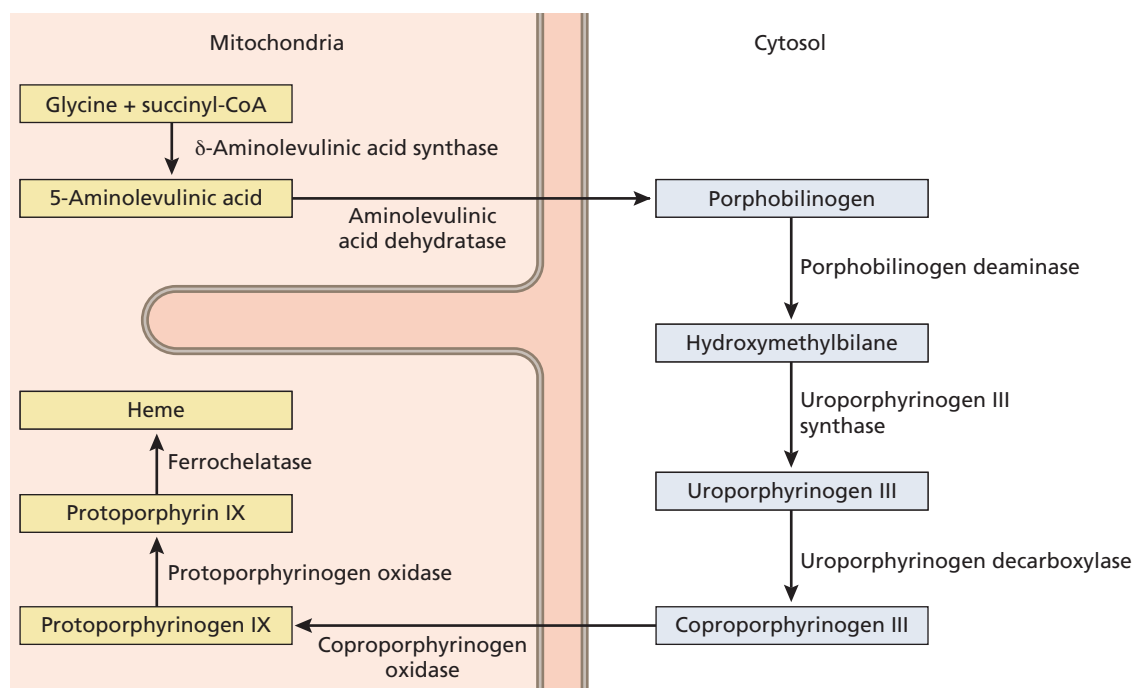 Mitochondria
Cytosol
Glycine + succinyl-CoA
δ-Aminolevulinic acid synthase
5-Aminolevulinic acid
Aminolevulinic
acid dehydratase
Porphobilinogen
Porphobilinogen deaminase
Hydroxymethylbilane
Uroporphyrinogen III
synthase
Uroporphyrinogen III
Uroporphyrinogen decarboxylase
Coproporphyrinogen III
Coproporphyrinogen
oxidase
Heme
Ferrochelatase
Protoporphyrin IX
Protoporphyrinogen oxidase
Protoporphyrinogen IX